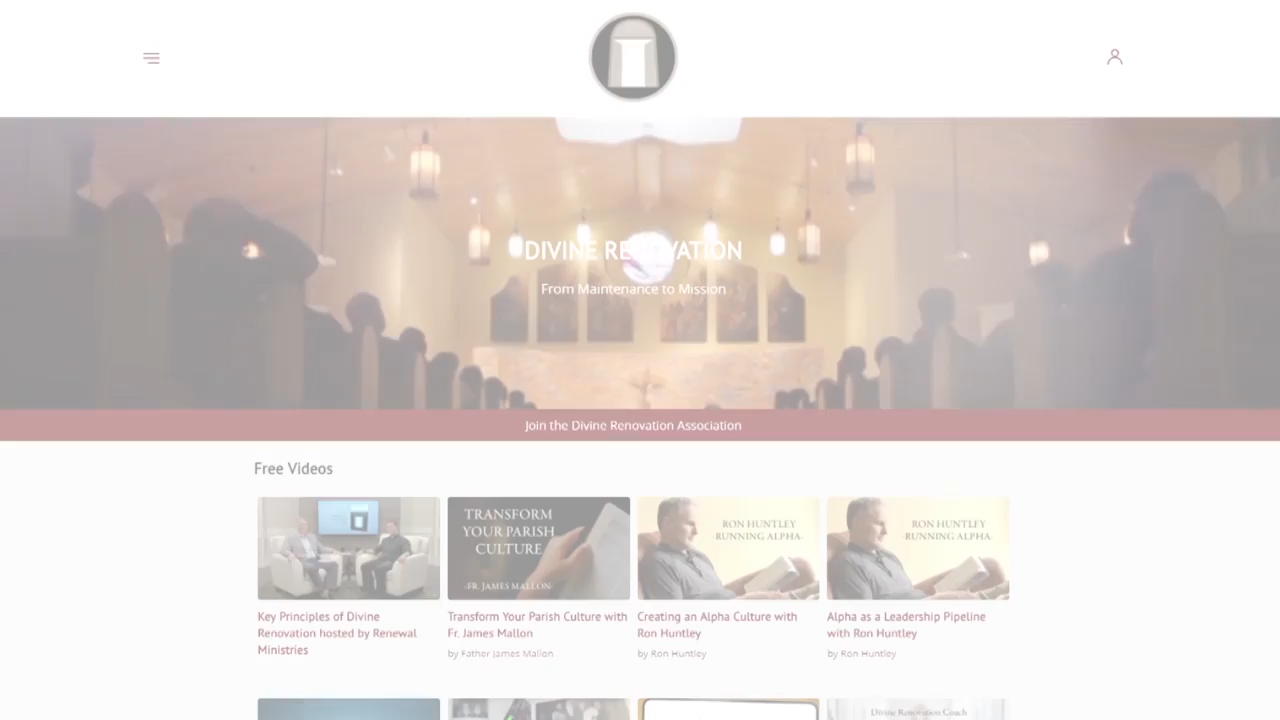 DIVINE RENOVATION
From Maintenance to Mission
Join the Divine Renovation Association
Free Videos
TRANSFORM
YOUR PARISH
CULTURE
-FR. JAMES MALLON-
RON HUNTLEY
-RUNNING ALPHA-
RON HUNTLEY
-RUNNING ALPHA-
Key Principles of Divine
Renovation hosted by Renewal
Ministries
Transform Your Parish Culture with
Fr. James Mallon
by Father James Mallon
Creating an Alpha Culture with
Ron Huntley
by Ron Huntley
Alpha as a Leadership Pipeline
with Ron Huntley
by Ron Huntley
Divine Renovation Coach